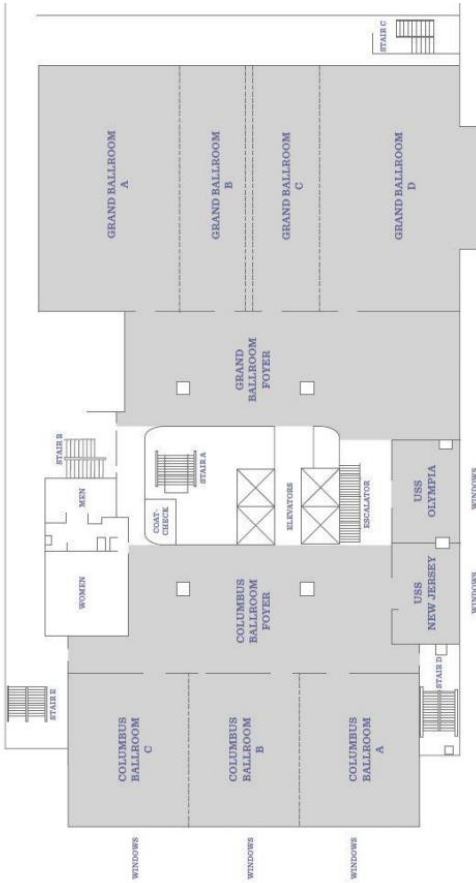 STAIR C
GRAND BALLROOM
A
GRAND BALLROOM
B
GRAND BALLROOM
C
GRAND BALLROOM
D
GRAND
BALLROOM
FOYER
STAIR B
MEN
WOMEN
STAIR A
COAT-
CHECK
ELEVATORS
ESCALATOR
USS
OLYMPIA
WINDOWS
USS
NEW JERSEY
WINDOWS
COLUMBUS
BALLROOM
FOYER
STAIR E
STAIR D
COLUMBUS
BALLROOM
C
COLUMBUS
BALLROOM
B
COLUMBUS
BALLROOM
A
WINDOWS
WINDOWS
WINDOWS